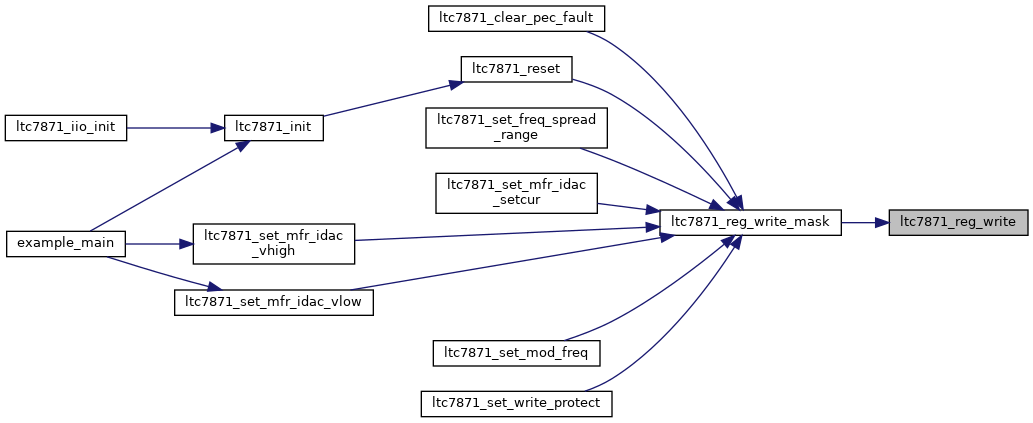 ltc7871_clear_pec_fault
ltc7871_reset
ltc7871_iio_init
ltc7871_init
ltc7871_set_freq_spread
_range
ltc7871_set_mfr_idac
_setcur
ltc7871_reg_write_mask
ltc7871_reg_write
example_main
ltc7871_set_mfr_idac
_vhigh
ltc7871_set_mfr_idac_vlow
ltc7871_set_mod_freq
ltc7871_set_write_protect